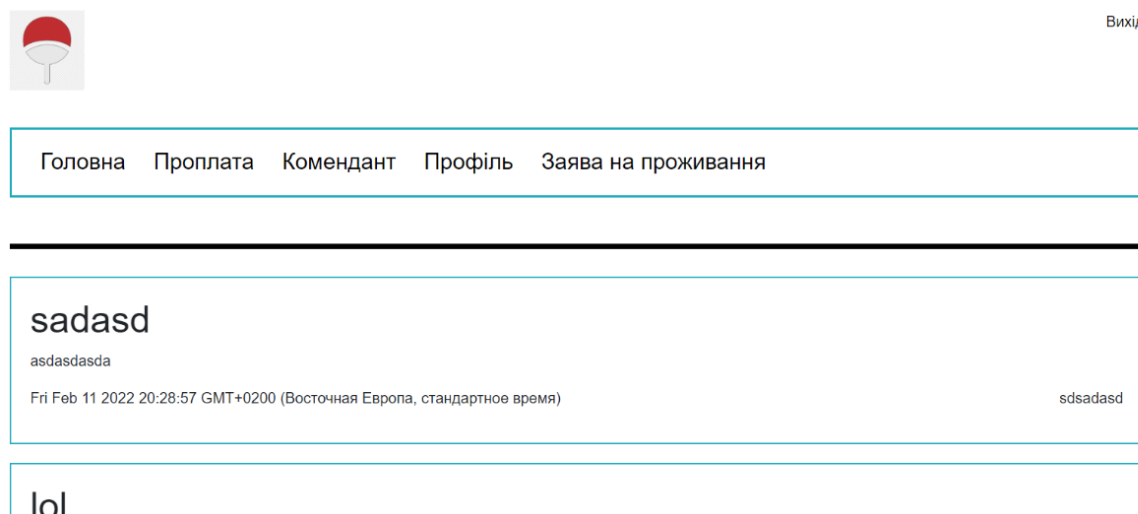 Вихід
Головна Проплата Комендант Профіль Заява на проживання
sadasd
asdasdasda
Fri Feb 11 2022 20:28:57 GMT+0200 (Восточная Европа, стандартное время) sdsadasd
lol